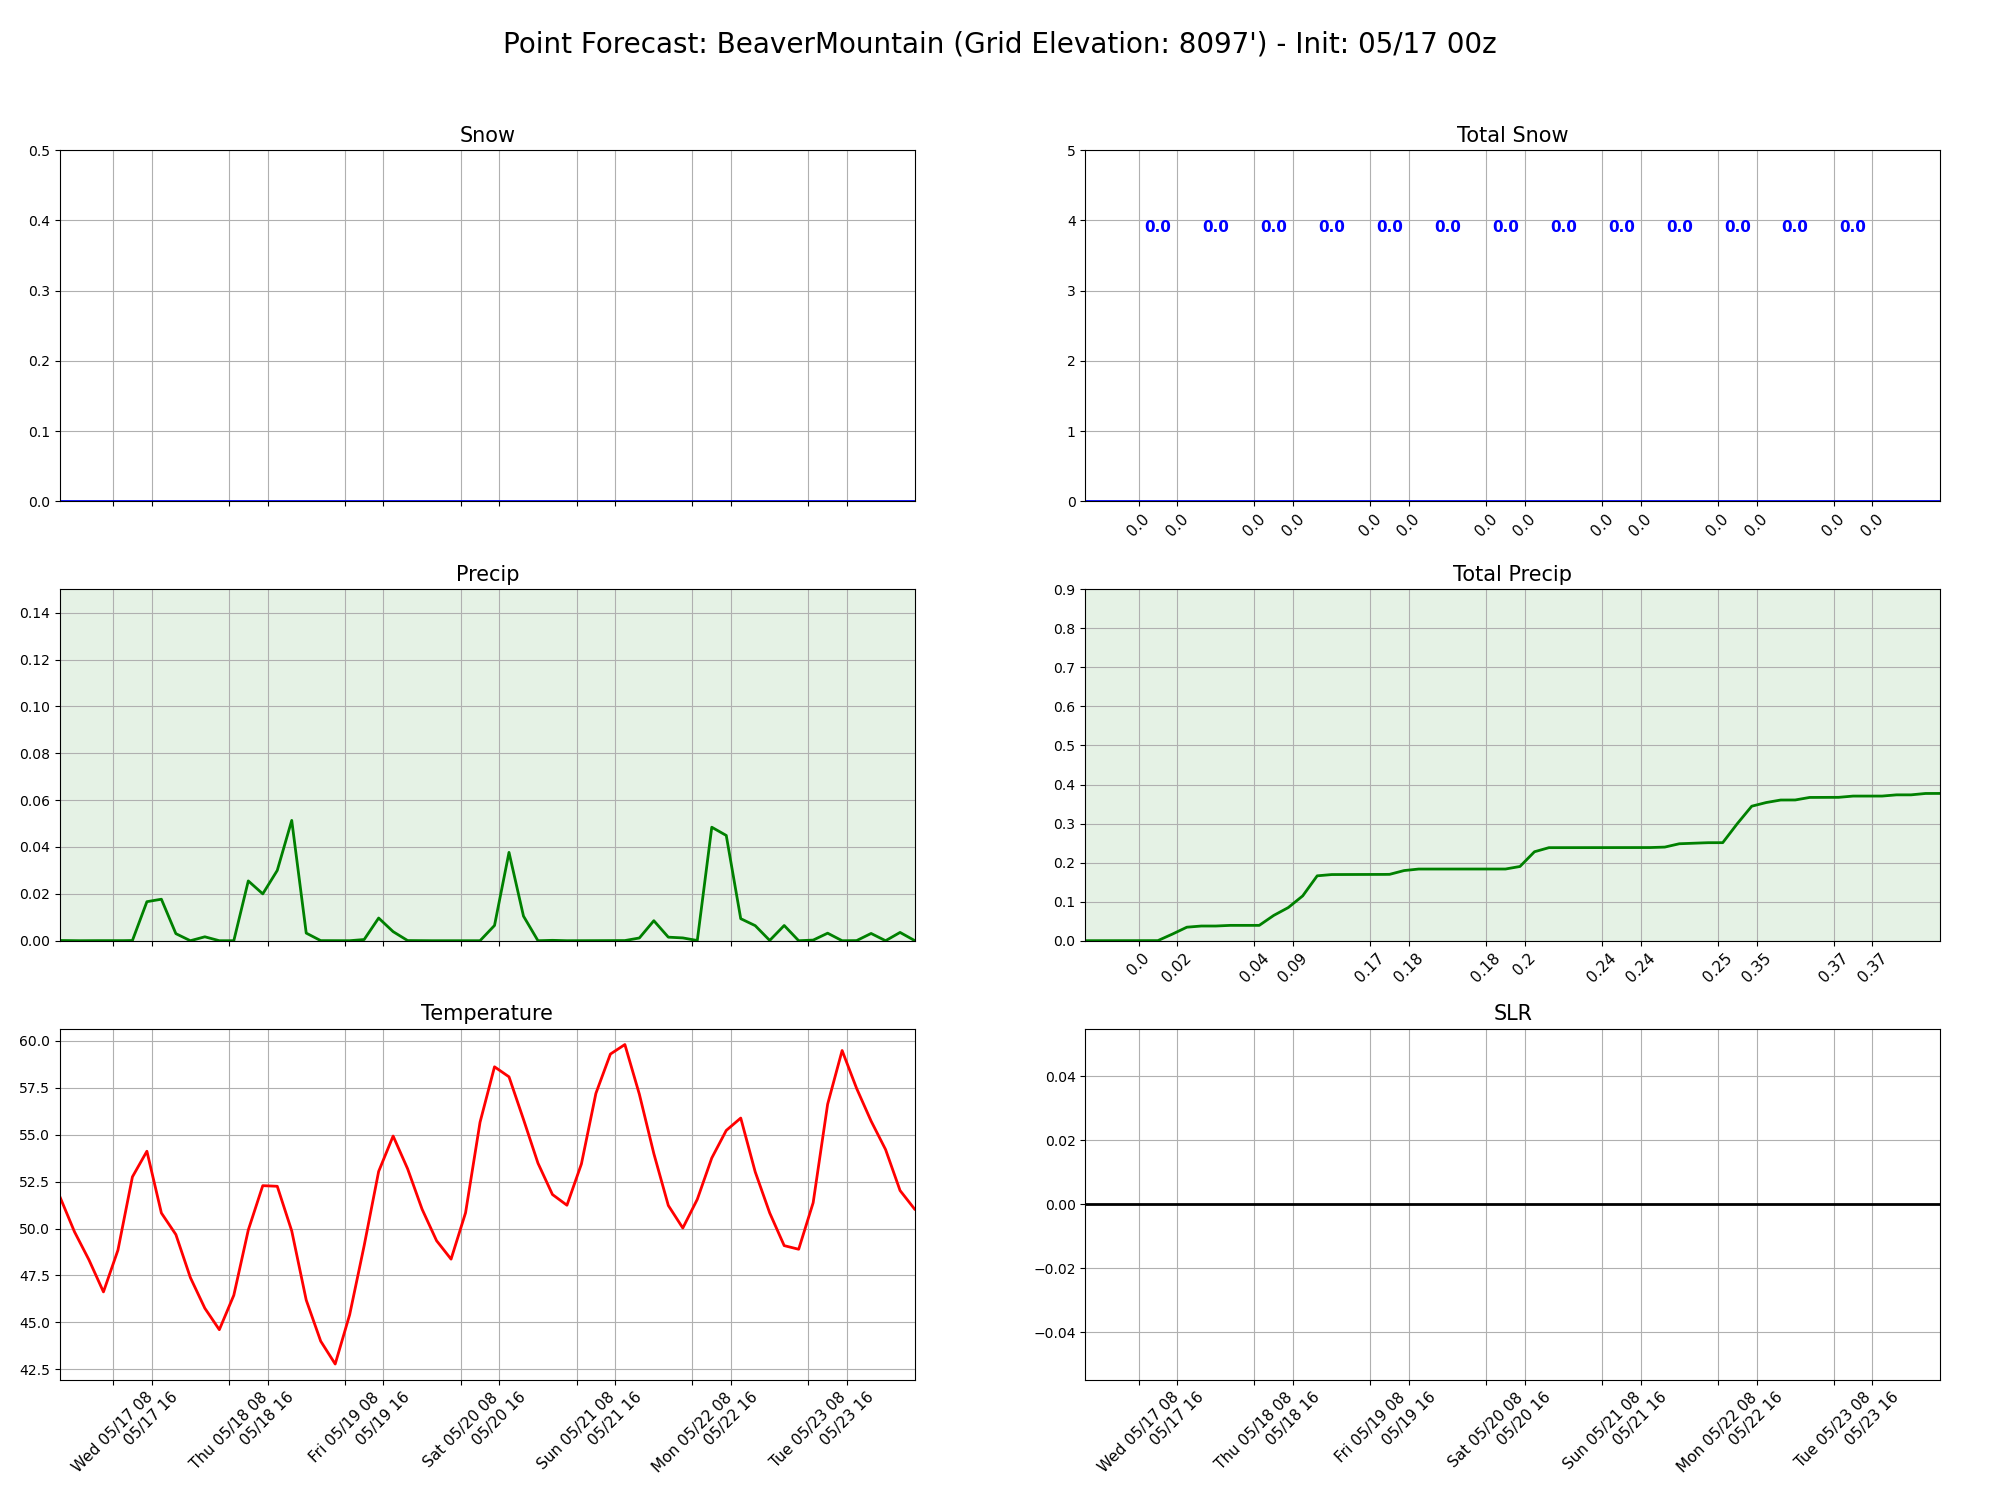 Point Forecast: BeaverMountain (Grid Elevation: 8097') - Init: 05/17 00z
Snow
0.5
0.4
0.3
0.2
0.1
0.0
Total Snow
5
4
3
2
1
0
0.0 0.0 0.0 0.0 0.0 0.0 0.0 0.0 0.0 0.0 0.0 0.0 0.0
0.0 0.0 0.0 0.0 0.0 0.0 0.0 0.0 0.0 0.0 0.0 0.0 0.0 0.0
Precip
0.14
0.12
0.10
0.08
0.06
0.04
0.02
0.00
Total Precip
0.9
0.8
0.7
0.6
0.5
0.4
0.3
0.2
0.1
0.0
0.0 0.02 0.04 0.09 0.17 0.18 0.18 0.2 0.24 0.24 0.25 0.35 0.37 0.37
Temperature
60.0
57.5
55.0
52.5
50.0
47.5
45.0
42.5
Wed 05/17 08
05/17 16
Thu 05/18 08
05/18 16
Fri 05/19 08
05/19 16
Sat 05/20 08
05/20 16
Sun 05/21 08
05/21 16
Mon 05/22 08
05/22 16
Tue 05/23 08
05/23 16
SLR
0.04
0.02
0.00
−0.02
−0.04
Wed 05/17 08
05/17 16
Thu 05/18 08
05/18 16
Fri 05/19 08
05/19 16
Sat 05/20 08
05/20 16
Sun 05/21 08
05/21 16
Mon 05/22 08
05/22 16
Tue 05/23 08
05/23 16